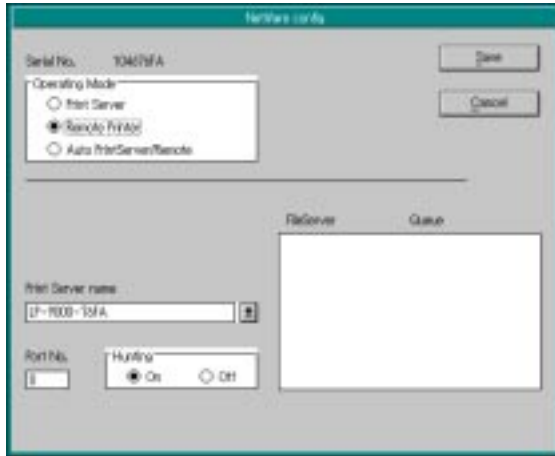 NetWare config
Serial No. 104676FA
Save
Operating Mode
Print Server
Remote Printer
Cancel
Auto PrintServer/Remote
FileServer Queue
Print Server name
Port No.
Hunting
On Off